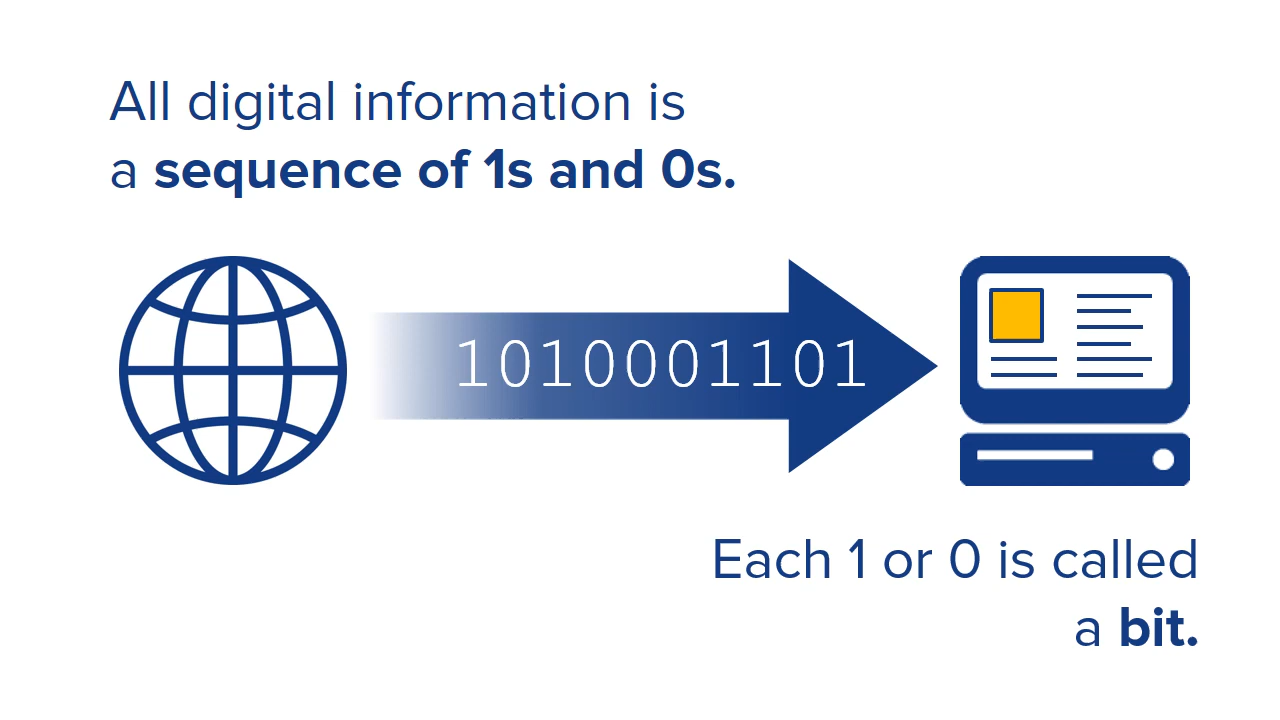 All digital information is
a sequence of 1s and 0s.
1010001101
Each 1 or 0 is called
a bit.